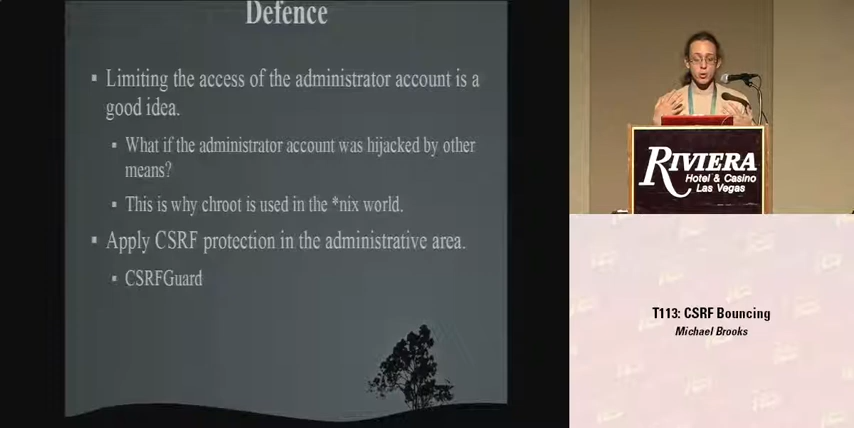 Defence
▪ Limiting the access of the administrator account is a
good idea.
▪ What if the administrator account was hijacked by other
means?
▪ This is why chroot is used in the *nix world.
▪ Apply CSRF protection in the administrative area.
▪ CSRFGuard
RIVIERA
Hotel & Casino
Las Vegas
T113: CSRF Bouncing
Michael Brooks